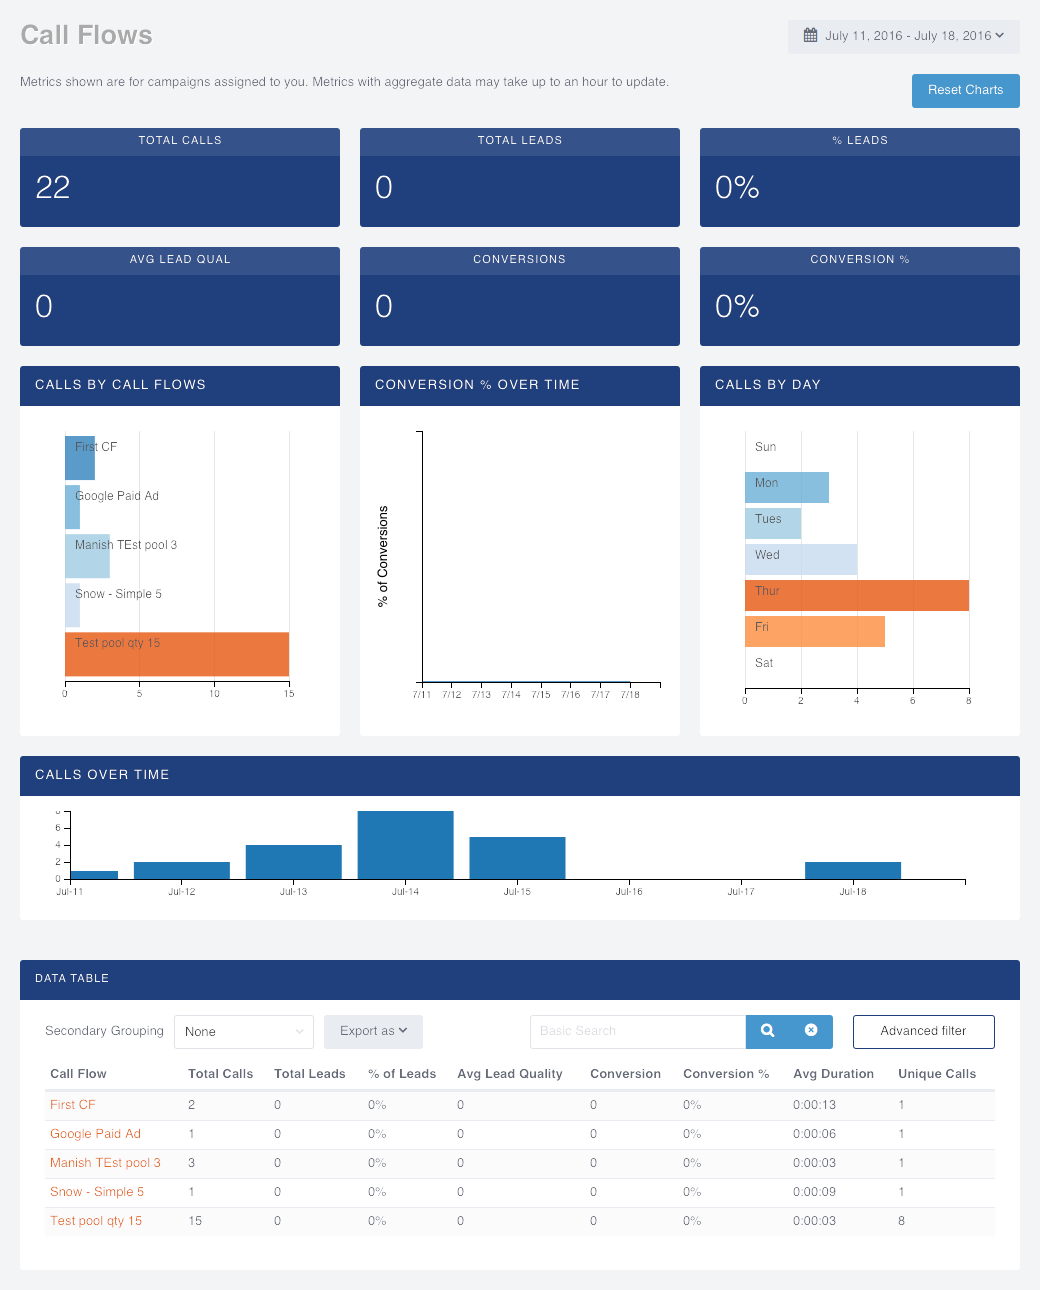 Call Flows
July 11, 2016 - July 18, 2016
Metrics shown are for campaigns assigned to you. Metrics with aggregate data may take up to an hour to update.
Reset Charts
TOTAL CALLS
22
TOTAL LEADS
0
% LEADS
0%
AVG LEAD QUAL
0
CONVERSIONS
0
CONVERSION %
0%
CALLS BY CALL FLOWS
First CF
Google Paid Ad
Manish TEst pool 3
Snow - Simple 5
Test pool qty 15
0 5 10 15
CONVERSION % OVER TIME
% of Conversions
7/11 7/12 7/13 7/14 7/15 7/16 7/17 7/18
CALLS BY DAY
Sun
Mon
Tues
Wed
Thur
Fri
Sat
0 2 4 6 8
CALLS OVER TIME
8
6
4
2
0
Jul-11 Jul-12 Jul-13 Jul-14 Jul-15 Jul-16 Jul-17 Jul-18
DATA TABLE
Secondary Grouping None Export as Basic Search Advanced filter
Call Flow Total Calls Total Leads % of Leads Avg Lead Quality Conversion Conversion % Avg Duration Unique Calls
First CF 2 0 0% 0 0 0% 0:00:13 1
Google Paid Ad 1 0 0% 0 0 0% 0:00:06 1
Manish TEst pool 3 3 0 0% 0 0 0% 0:00:03 1
Snow - Simple 5 1 0 0% 0 0 0% 0:00:09 1
Test pool qty 15 15 0 0% 0 0 0% 0:00:03 8